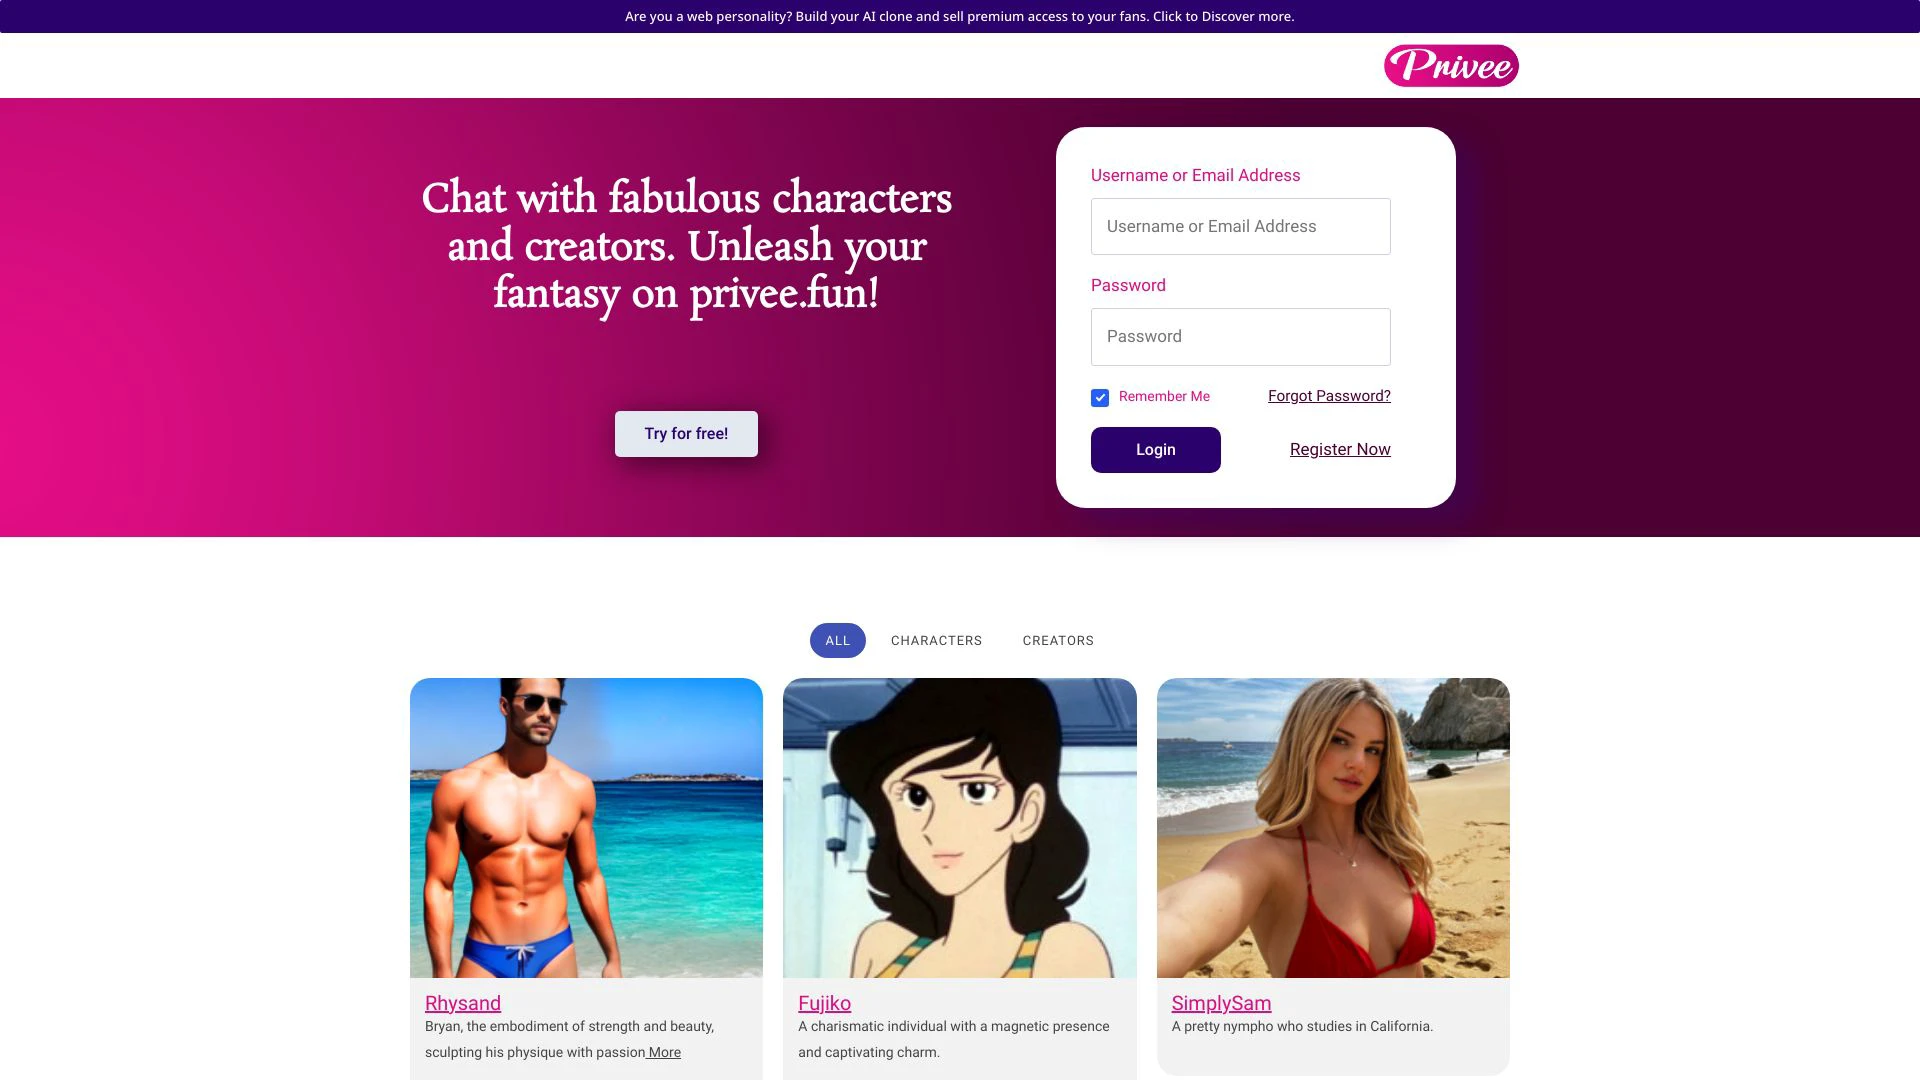 Are you a web personality? Build your AI clone and sell premium access to your fans. Click to Discover more.
Privee
Chat with fabulous characters
and creators. Unleash your
fantasy on privee.fun!
Try for free!
Username or Email Address
Username or Email Address
Password
Password
Remember Me
Forgot Password?
Login
Register Now
ALL
CHARACTERS
CREATORS
Rhysand
Bryan, the embodiment of strength and beauty,
sculpting his physique with passion More
Fujiko
A charismatic individual with a magnetic presence
and captivating charm.
SimplySam
A pretty nympho who studies in California.